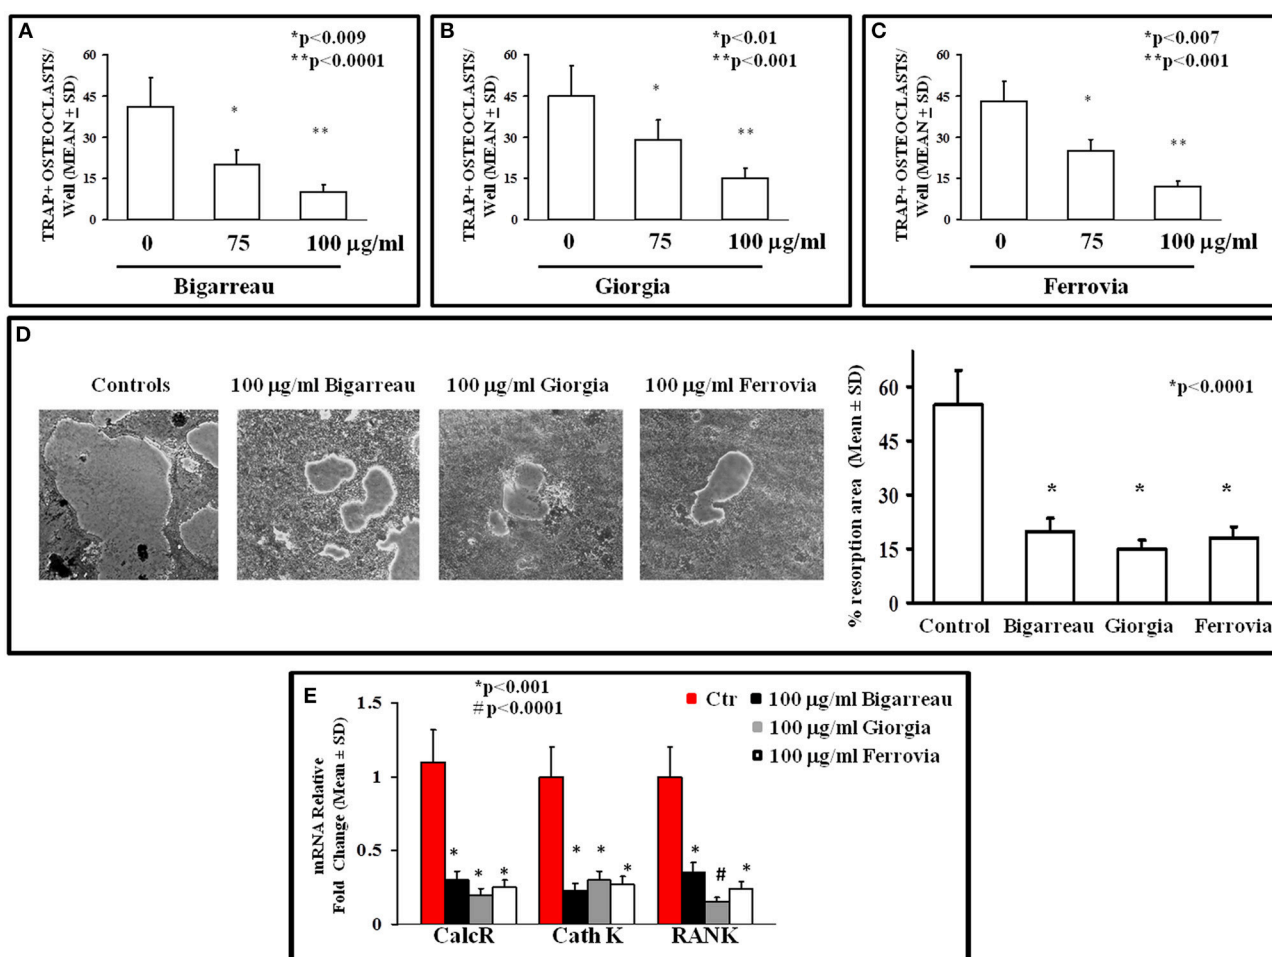 A
*p<0.009
**p<0.0001
TRAP+ OSTEOCLASTS/
Well (MEAN ± SD)
60
45
30
15
0
*
**
0 75 100 μg/ml
Bigarreau
B
*p<0.01
**p<0.001
TRAP+ OSTEOCLASTS/
Well (MEAN ± SD)
60
45
30
15
0
*
**
0 75 100 μg/ml
Giorgia
C
*p<0.007
**p<0.001
TRAP+ OSTEOCLASTS/
Well (MEAN ± SD)
60
45
30
15
0
*
**
0 75 100 μg/ml
Ferrovia
D
Controls 100 μg/ml Bigarreau 100 μg/ml Giorgia 100 μg/ml Ferrovia
% resorption area (Mean ± SD)
60
45
30
15
0
*p<0.0001
* * *
Control Bigarreau Giorgia Ferrovia
E
*p<0.001
#p<0.0001
mRNA Relative
Fold Change (Mean ± SD)
1.5
1
0.5
0
Ctr
100 μg/ml Bigarreau
100 μg/ml Giorgia
100 μg/ml Ferrovia
* * * * * * * # *
CalcR Cath K RANK